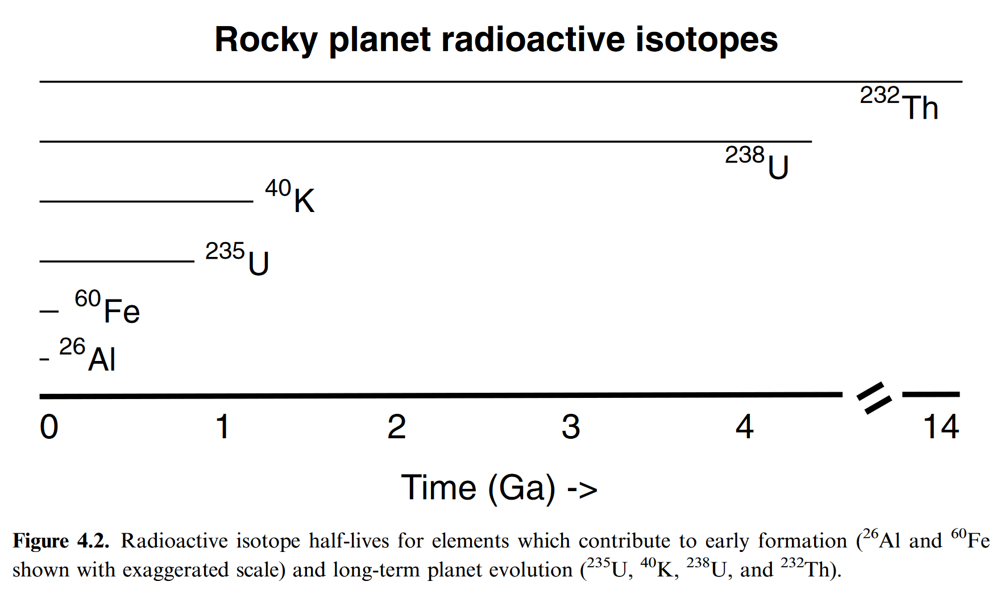 Rocky planet radioactive isotopes
²³²Th
²³⁸U
⁴⁰K
²³⁵U
⁶⁰Fe
²⁶Al
0 1 2 3 4 14
Time (Ga) ->
Figure 4.2. Radioactive isotope half-lives for elements which contribute to early formation (²⁶Al and ⁶⁰Fe
shown with exaggerated scale) and long-term planet evolution (²³⁵U, ⁴⁰K, ²³⁸U, and ²³²Th).